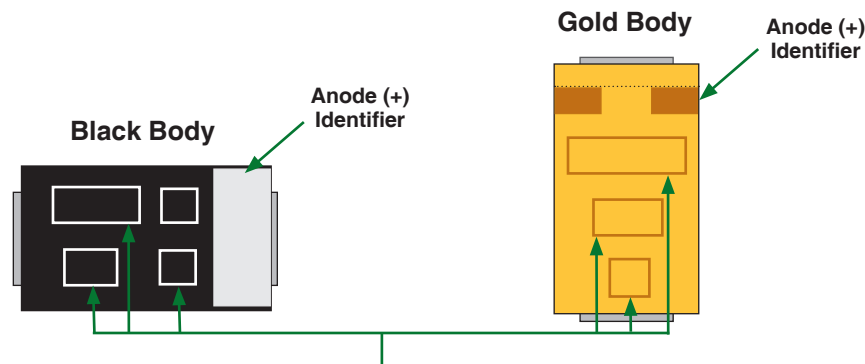 Gold Body
Anode (+)
Identifier
Anode (+)
Identifier
Black Body